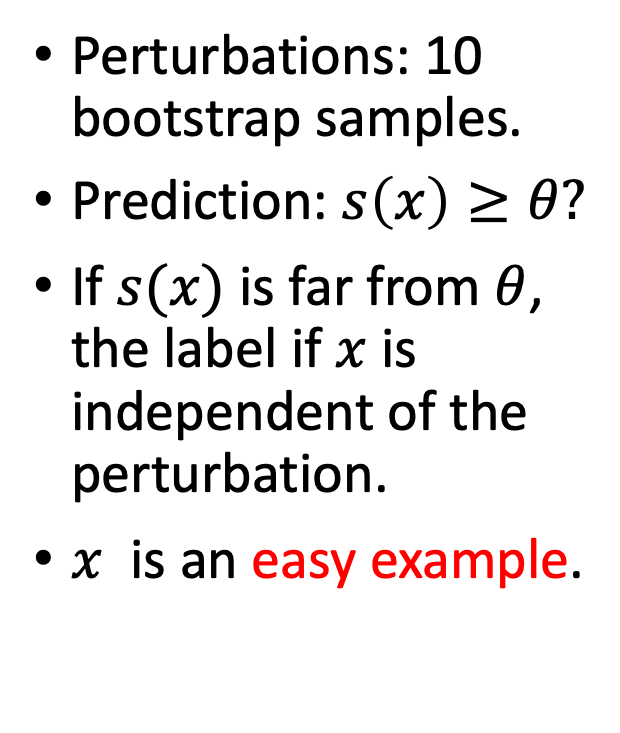 • Perturbations: 10
bootstrap samples.
• Prediction: 𝑠(𝑥) ≥ 𝜃?
• If 𝑠(𝑥) is far from 𝜃,
the label if 𝑥 is
independent of the
perturbation.
• 𝑥 is an easy example.